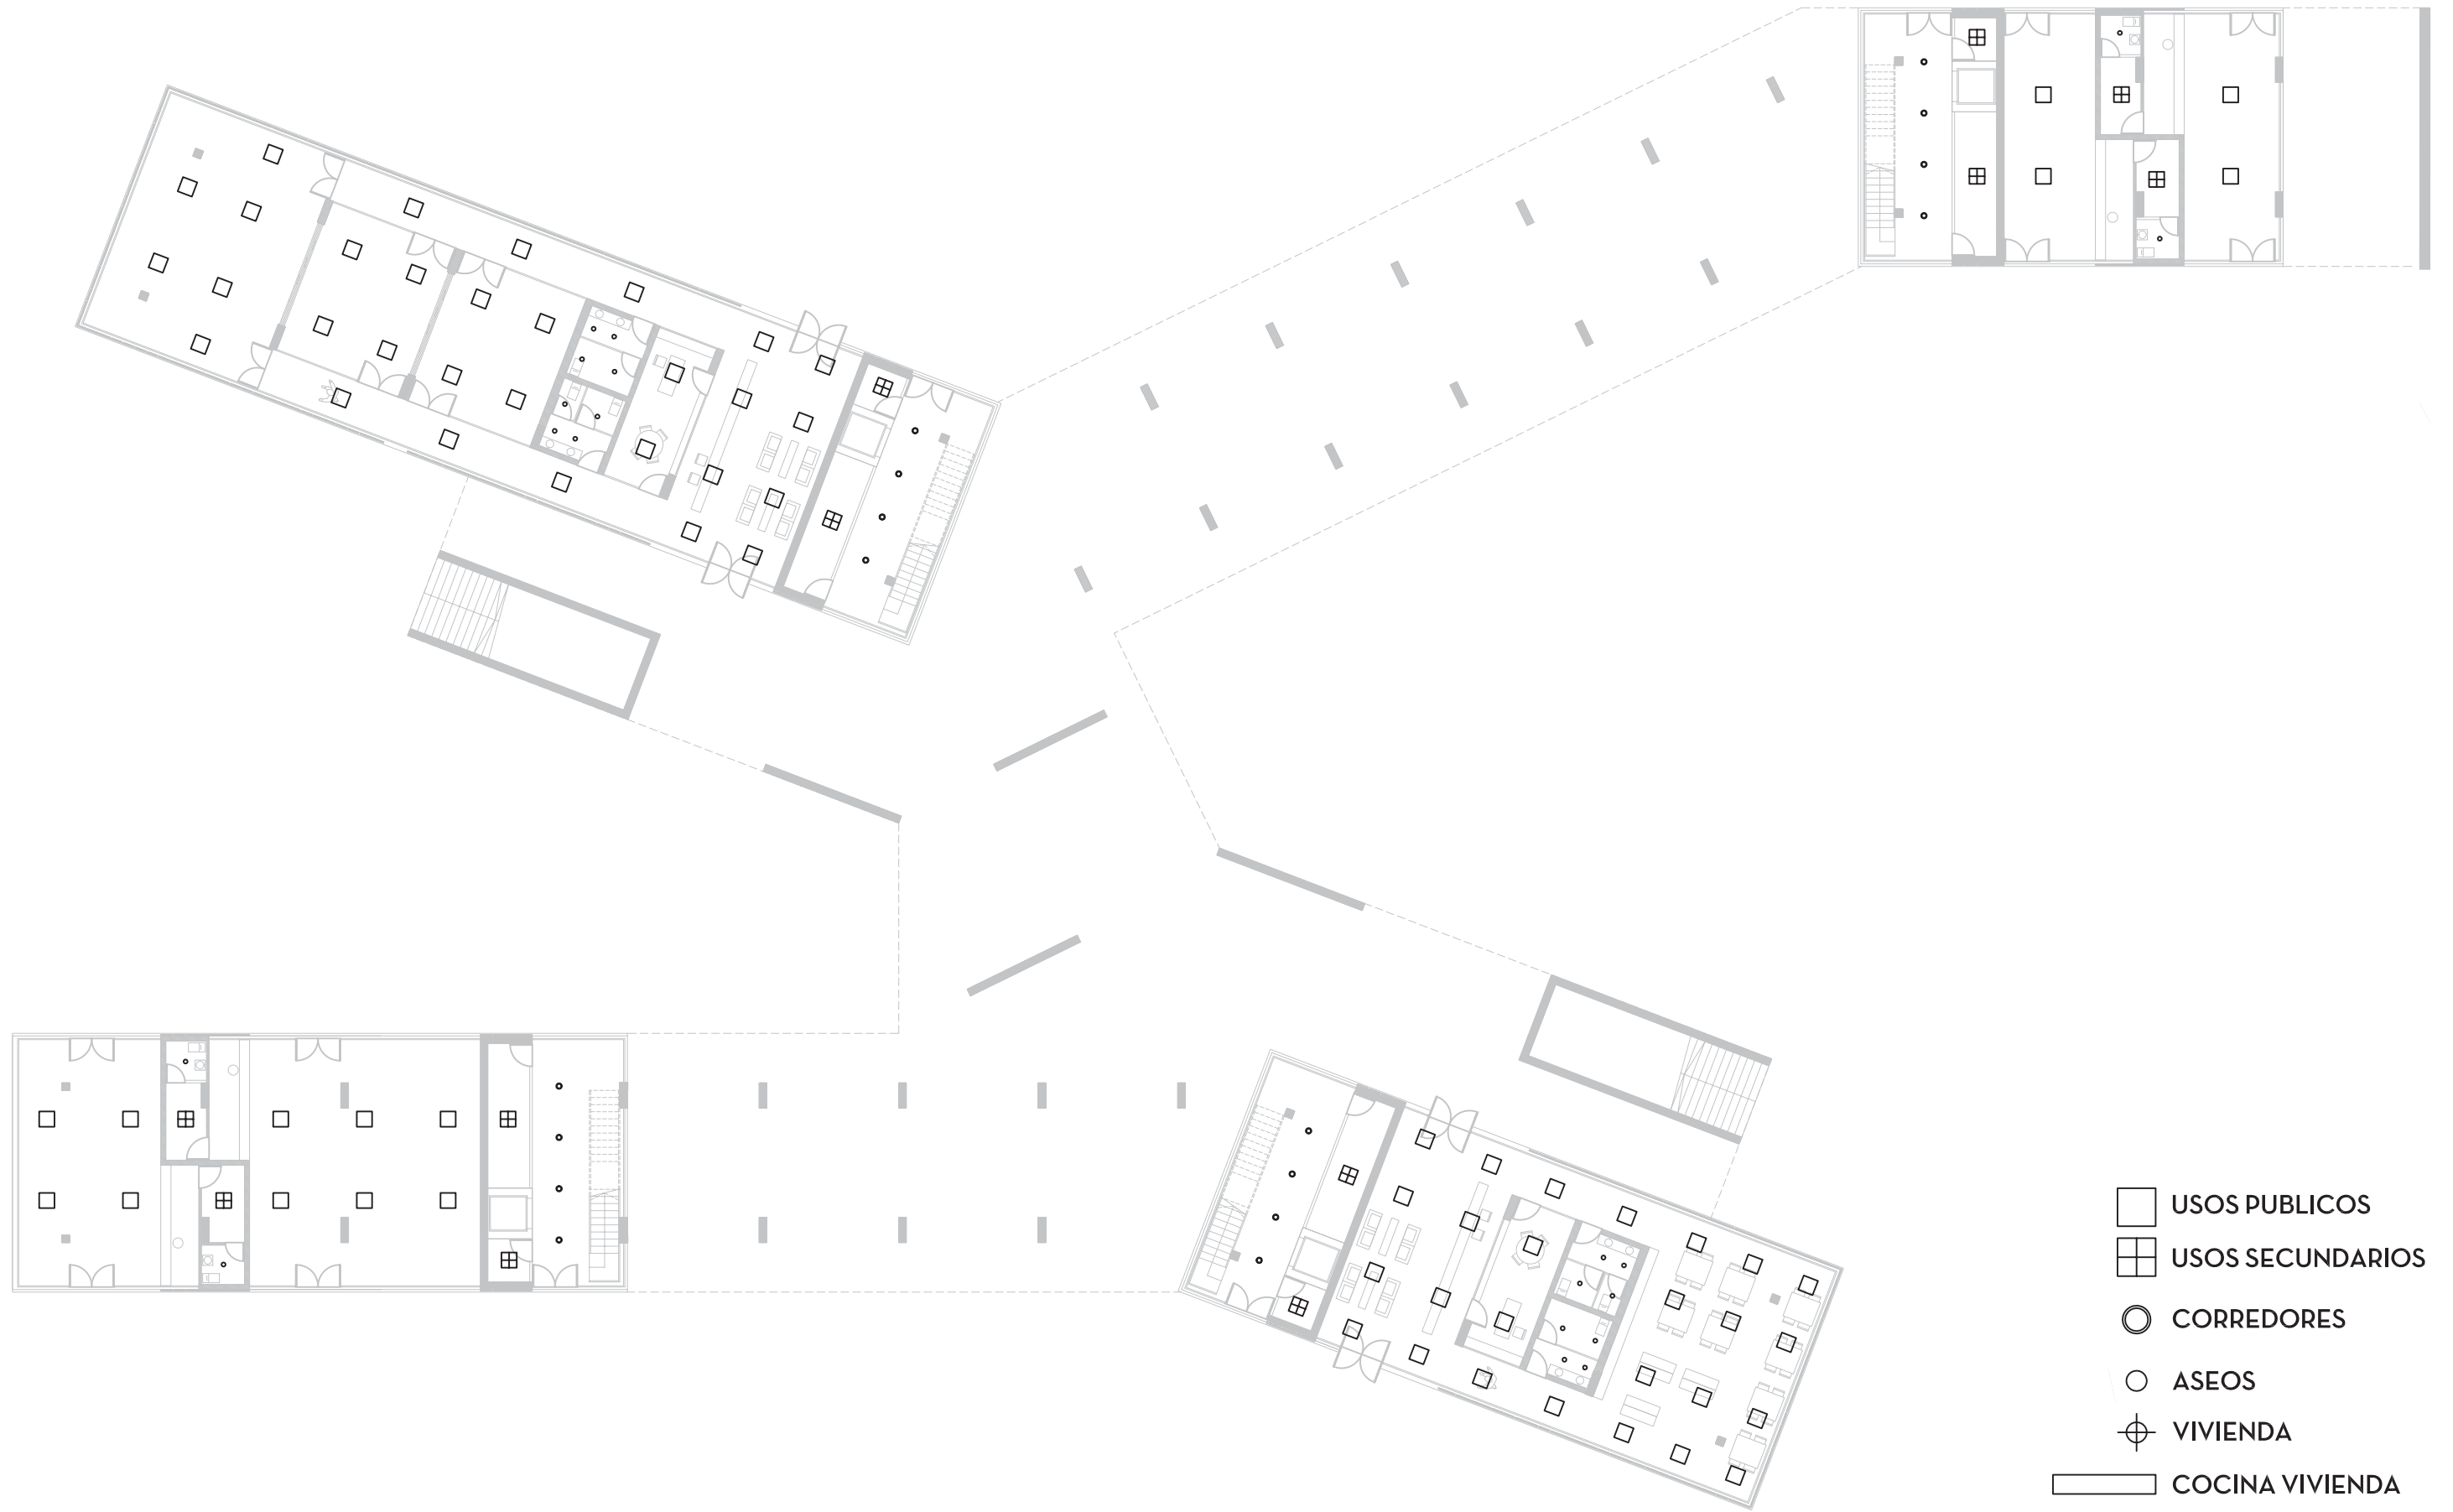 USOS PUBLICOS
USOS SECUNDARIOS
CORREDORES
ASEOS
VIVIENDA
COCINA VIVIENDA